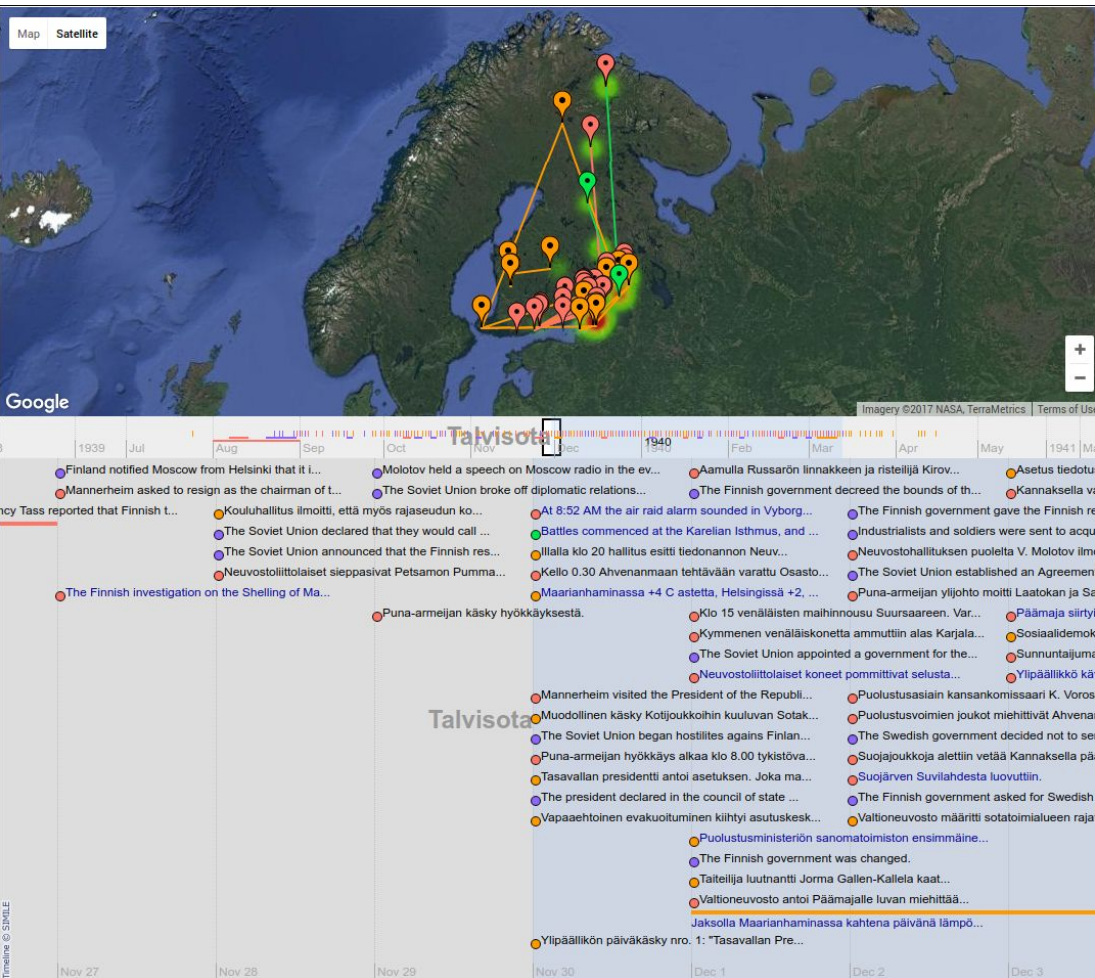 Map Satellite
Google
Imagery ©2017 NASA, TerraMetrics Terms of Use
Talvisota
1939 Jul Aug Sep Oct Nov Dec 1940 Feb Mar Apr May 1941
1940
Finland notified Moscow from Helsinki that it i... Molotov held a speech on Moscow radio in the ev... Aamulla Russarön linnakkeen ja risteilijä Kirov... Asetus tiedotu
Mannerheim asked to resign as the chairman of t... The Soviet Union broke off diplomatic relations... The Finnish government decreed the bounds of th... Kannaksella va
ncy Tass reported that Finnish t... Kouluhallitus ilmoitti, että myös rajaseudun ko... At 8:52 AM the air raid alarm sounded in Vyborg... The Finnish government gave the Finnish re
The Soviet Union declared that they would call ... Battles commenced at the Karelian Isthmus, and ... Industrialists and soldiers were sent to acqu
The Soviet Union announced that the Finnish res... Illalla klo 20 hallitus esitti tiedonannon Neuv... Neuvostohallituksen puolelta V. Molotov ilmo
Neuvostoliittolaiset sieppasivat Petsamon Pumma... Kello 0.30 Ahvenanmaan tehtävään varattu Osasto... The Soviet Union established an Agreemen
The Finnish investigation on the Shelling of Ma... Maarianhaminassa +4 C astetta, Helsingissä +2, ... Puna-armeijan ylijohto moitti Laatokan ja Sa
Puna-armeijan käsky hyökkäyksestä. Klo 15 venäläisten maihinnousu Suursaareen. Var... Päämaja siirtyi
Kymmenen venäläiskonetta ammuttiin alas Karjala... Sosiaalidemok
The Soviet Union appointed a government for the... Sunnuntaijuma
Neuvostoliittolaiset koneet pommittivat selusta... Ylipäällikkö kä
Mannerheim visited the President of the Republi... Puolustusasiain kansankomissaari K. Voros
Talvisota Muodollinen käsky Kotijoukkoihin kuuluvan Sotak... Puolustusvoimien joukot miehittivät Ahvena
The Soviet Union began hostilites agains Finlan... The Swedish government decided not to se
Puna-armeijan hyökkäys alkaa klo 8.00 tykistöva... Suojajoukkoja alettiin vetää Kannaksella pä
Tasavallan presidentti antoi asetuksen. Joka ma... Suojärven Suvilahdesta luovuttiin.
The president declared in the council of state ... The Finnish government asked for Swedish
Vapaaehtoinen evakuoituminen kiihtyi asutuskesk... Valtioneuvosto määritti sotatoimialueen raja
Puolustusministeriön sanomatoimiston ensimmäine...
The Finnish government was changed.
Taiteilija luutnantti Jorma Gallen-Kallela kaat...
Valtioneuvosto antoi Päämajalle luvan miehittää...
Jaksolla Maarianhaminassa kahtena päivänä lämpö...
Ylipäällikön päiväkäsky nro. 1: "Tasavallan Pre...
Timeline © SIMILE
Nov 27 Nov 28 Nov 29 Nov 30 Dec 1 Dec 2 Dec 3